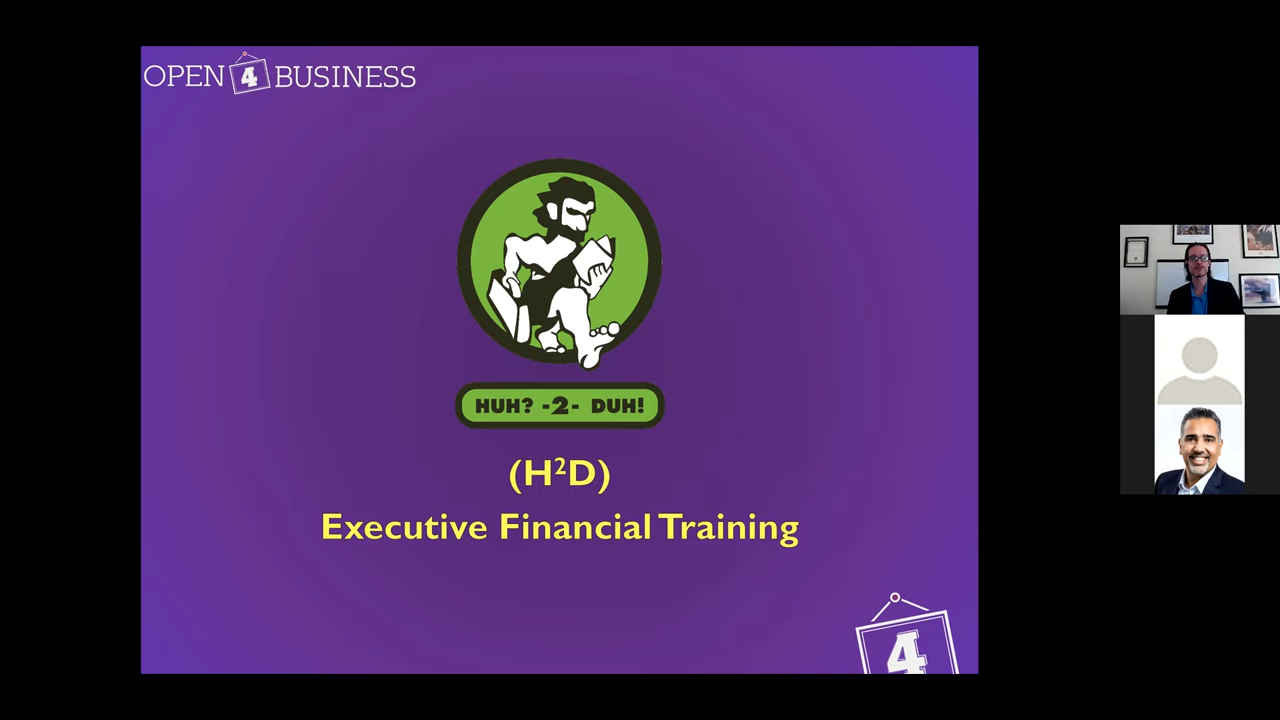 OPEN 4 BUSINESS
HUH? -2- DUH!
(H²D)
Executive Financial Training
4